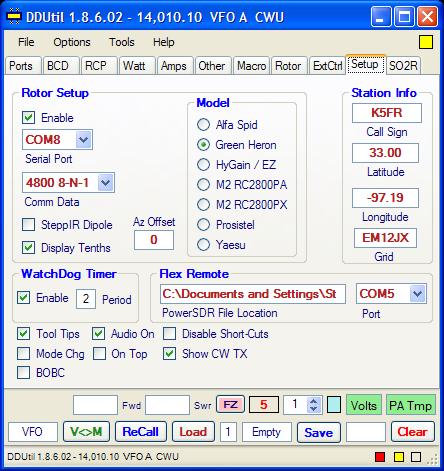 DDUtil 1.8.6.02 - 14,010.10  VFO A  CWU
File Options Tools Help
Ports BCD RCP Watt Amps Other Macro Rotor ExtCtrl Setup SO2R
Rotor Setup
Enable
COM8
Serial Port
4800 8-N-1
Comm Data
SteppIR Dipole
Display Tenths
Az Offset
0
Model
Alfa Spid
Green Heron
HyGain / EZ
M2 RC2800PA
M2 RC2800PX
Prosistel
Yaesu
Station Info
K5FR
Call Sign
33.00
Latitude
-97.19
Longitude
EM12JX
Grid
WatchDog Timer
Enable 2 Period
Flex Remote
C:\Documents and Settings\St COM5
PowerSDR File Location Port
Tool Tips Audio On Disable Short-Cuts
Mode Chg On Top Show CW TX
BOBC
Fwd Swr FZ 5 1 Volts PA Tmp
VFO V<>M ReCall Load 1 Empty Save Clear
DDUtil 1.8.6.02 - 14,010.10  VFO A  CWU